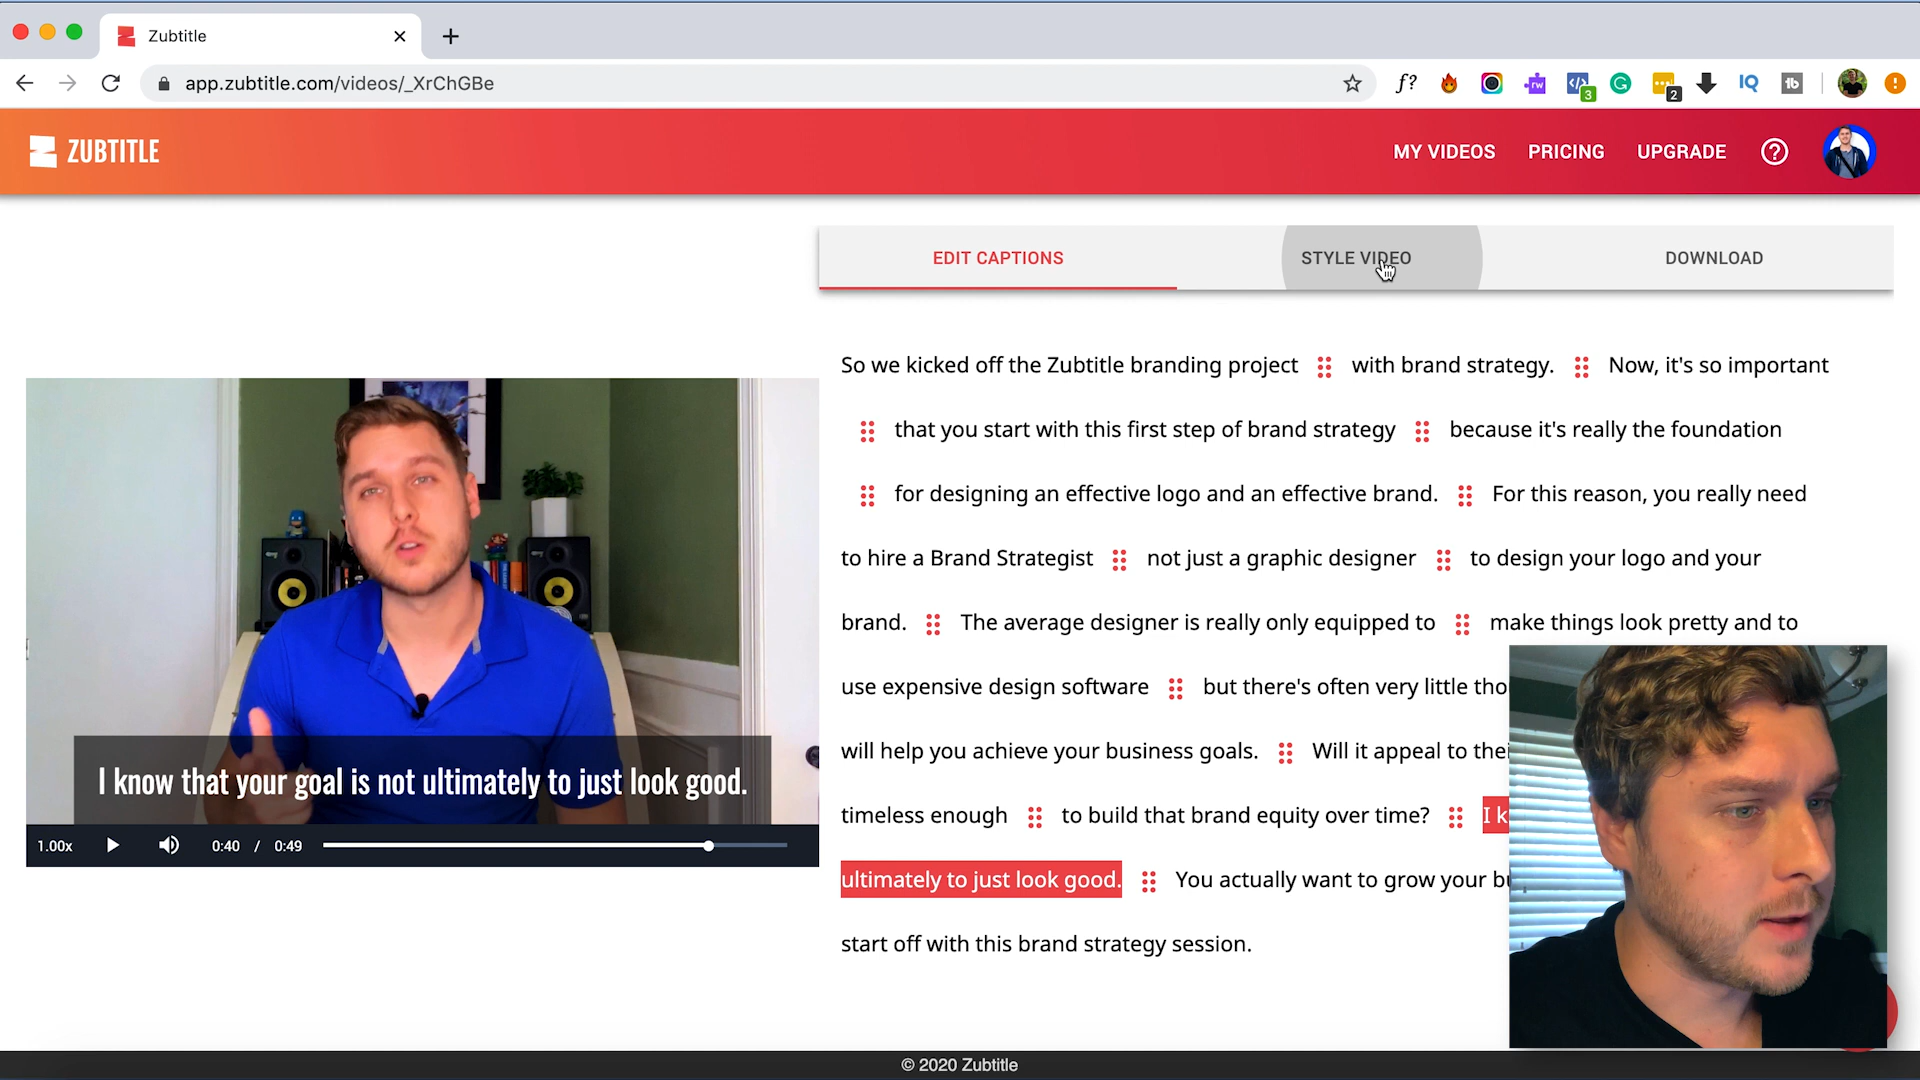 Zubtitle
app.zubtitle.com/videos/_XrChGBe
f?
3
2
IQ
ZUBTITLE
MY VIDEOS
PRICING
UPGRADE
?
EDIT CAPTIONS
STYLE VIDEO
DOWNLOAD
So we kicked off the Zubtitle branding project with brand strategy. Now, it's so important
that you start with this first step of brand strategy because it's really the foundation
for designing an effective logo and an effective brand. For this reason, you really need
to hire a Brand Strategist not just a graphic designer to design your logo and your
brand. The average designer is really only equipped to make things look pretty and to
use expensive design software but there's often very little tho
will help you achieve your business goals. Will it appeal to thei
timeless enough to build that brand equity over time? I k
ultimately to just look good. You actually want to grow your bu
start off with this brand strategy session.
I know that your goal is not ultimately to just look good.
1.00x
0:40 / 0:49
© 2020 Zubtitle